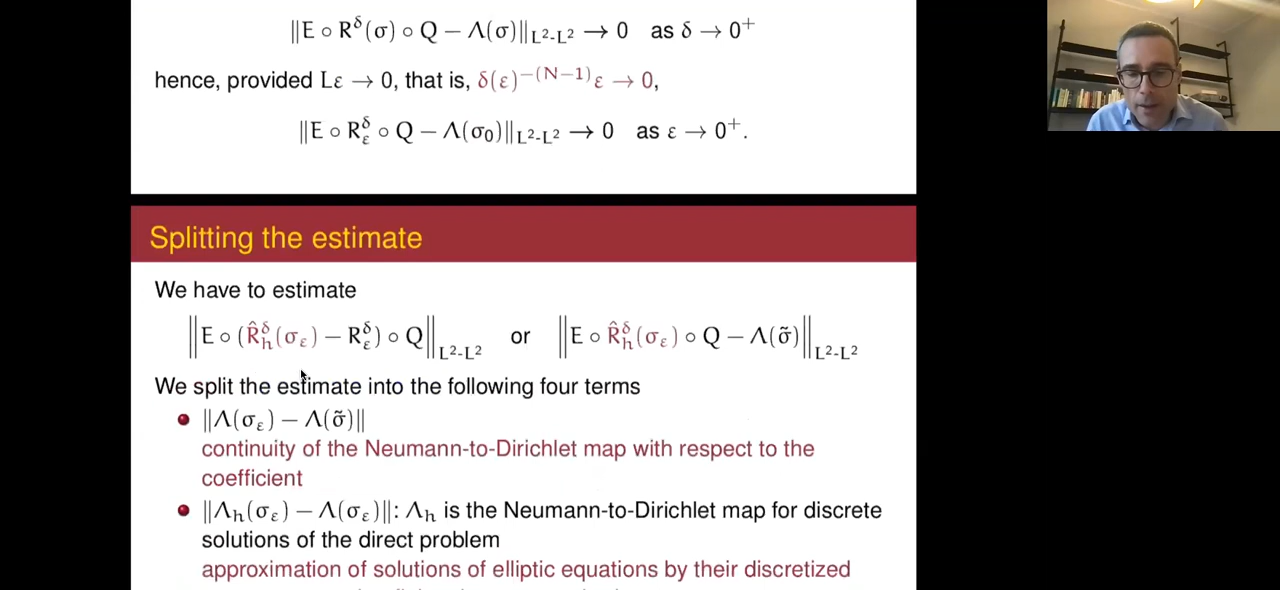 ‖E ∘ R^δ(σ) ∘ Q − Λ(σ)‖_{L²-L²} → 0 as δ → 0⁺
hence, provided Lε → 0, that is, δ(ε)^{−(N−1)}ε → 0,
‖E ∘ R^δ_ε ∘ Q − Λ(σ₀)‖_{L²-L²} → 0 as ε → 0⁺.
Splitting the estimate
We have to estimate
‖E ∘ (R̂^δ_h(σ_ε) − R^δ_ε) ∘ Q‖_{L²-L²} or ‖E ∘ R̂^δ_h(σ_ε) ∘ Q − Λ(σ̃)‖_{L²-L²}
We split the estimate into the following four terms
‖Λ(σ_ε) − Λ(σ̃)‖
continuity of the Neumann-to-Dirichlet map with respect to the
coefficient
‖Λ_h(σ_ε) − Λ(σ_ε)‖: Λ_h is the Neumann-to-Dirichlet map for discrete
solutions of the direct problem
approximation of solutions of elliptic equations by their discretized